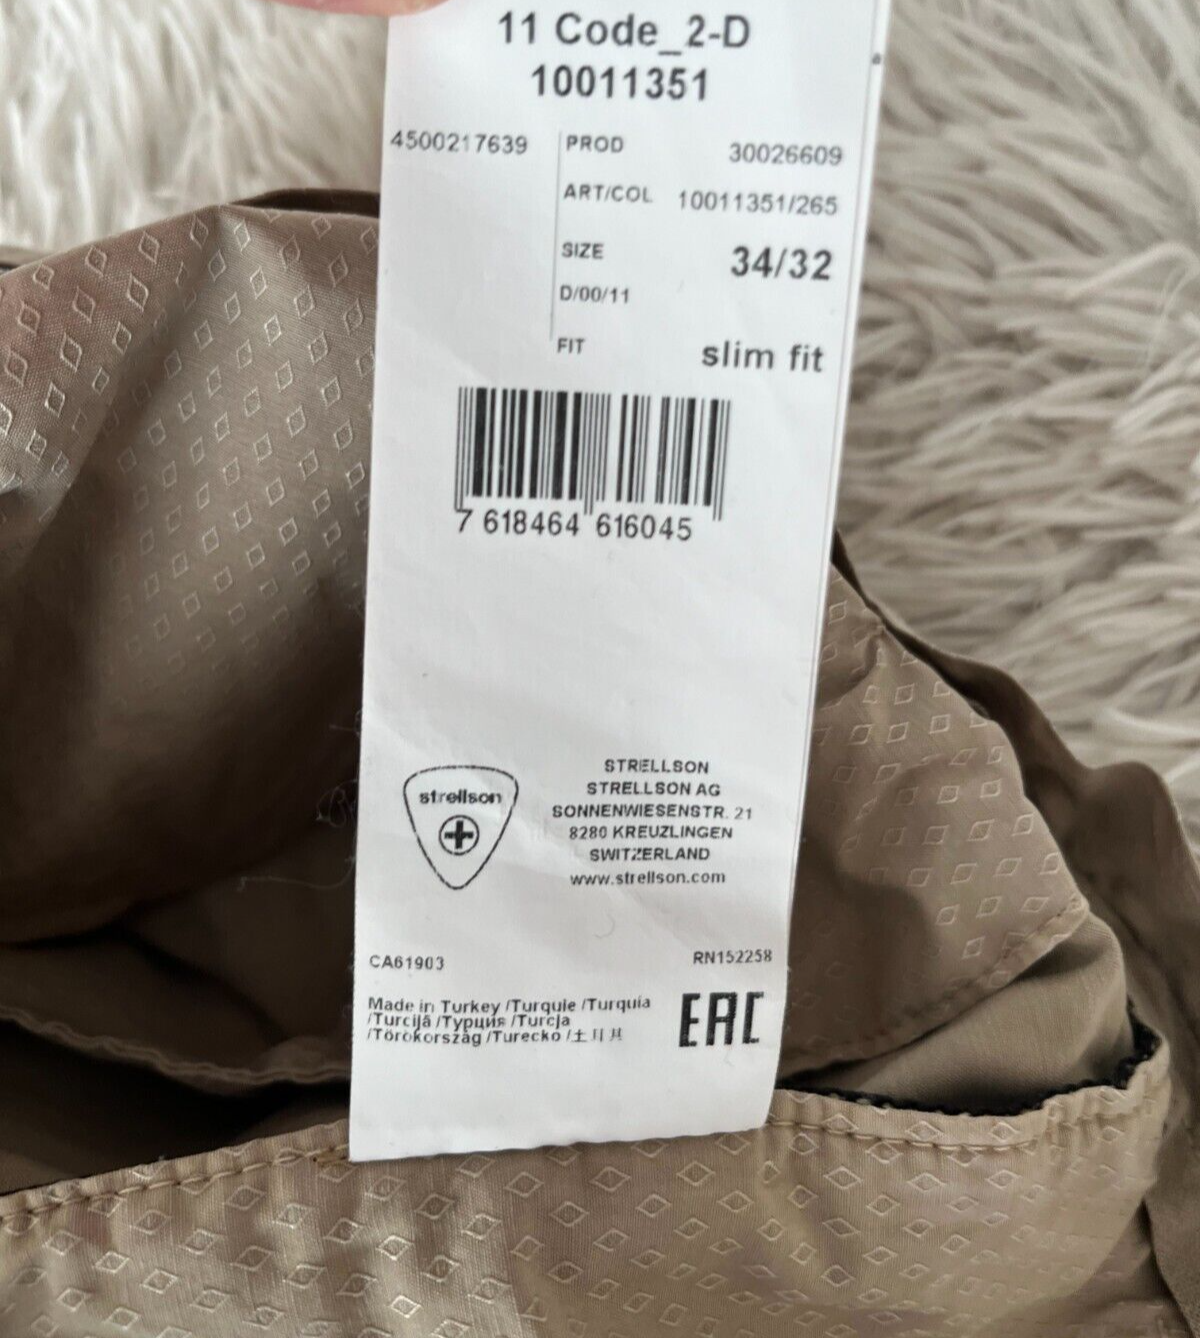 11 Code_2-D
10011351
4500217639
PROD 30026609
ART/COL 10011351/265
SIZE 34/32
D/00/11
FIT slim fit
7 618464 616045
strellson
STRELLSON
STRELLSON AG
SONNENWIESENSTR. 21
8280 KREUZLINGEN
SWITZERLAND
www.strellson.com
CA61903
RN152258
Made in Turkey /Turquie /Turquia
/Turcijā /Турция /Turcja
/Törökország /Turecko /土耳其
EAC